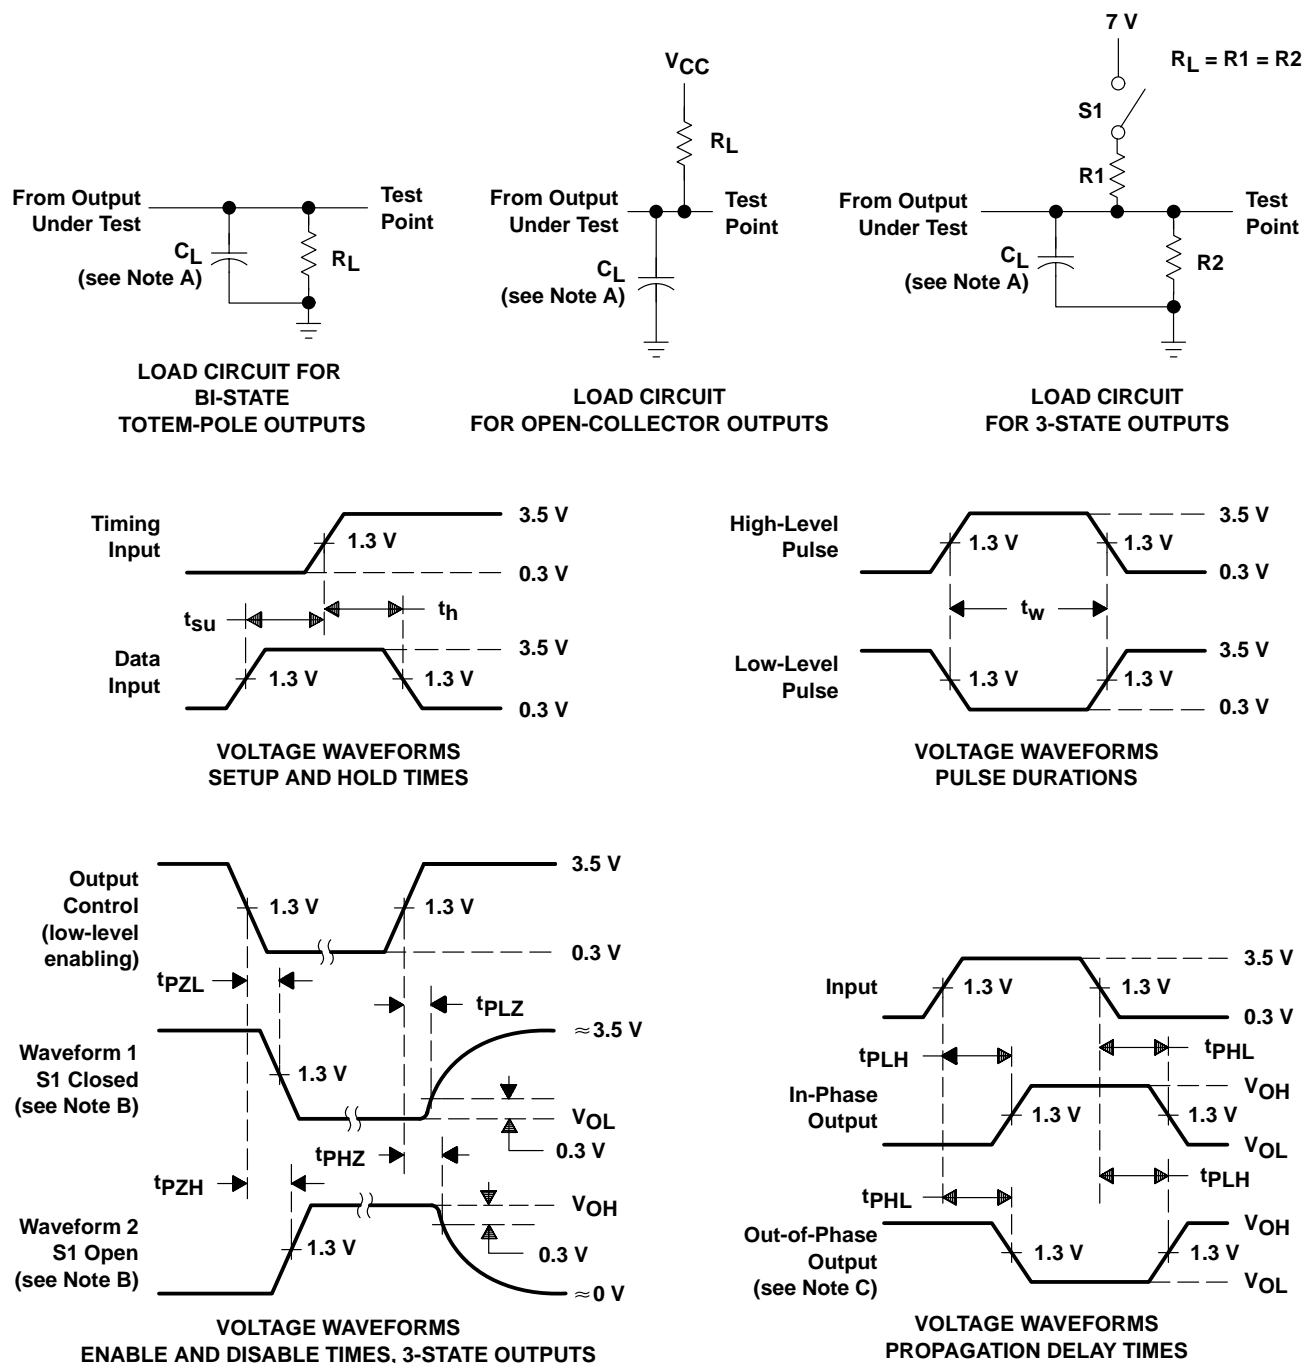 From Output
Under Test
Test
Point
CL
(see Note A)
RL
LOAD CIRCUIT FOR
BI-STATE
TOTEM-POLE OUTPUTS
VCC
RL
From Output
Under Test
Test
Point
CL
(see Note A)
LOAD CIRCUIT
FOR OPEN-COLLECTOR OUTPUTS
7 V
RL = R1 = R2
S1
R1
From Output
Under Test
Test
Point
CL
(see Note A)
R2
LOAD CIRCUIT
FOR 3-STATE OUTPUTS
Timing
Input
1.3 V
3.5 V
0.3 V
tsu
th
Data
Input
1.3 V
1.3 V
3.5 V
0.3 V
VOLTAGE WAVEFORMS
SETUP AND HOLD TIMES
High-Level
Pulse
1.3 V
1.3 V
3.5 V
0.3 V
tw
Low-Level
Pulse
1.3 V
1.3 V
3.5 V
0.3 V
VOLTAGE WAVEFORMS
PULSE DURATIONS
Output
Control
(low-level
enabling)
1.3 V
1.3 V
3.5 V
0.3 V
tPZL
tPLZ
Waveform 1
S1 Closed
(see Note B)
1.3 V
≈3.5 V
VOL
0.3 V
tPHZ
tPZH
Waveform 2
S1 Open
(see Note B)
1.3 V
VOH
0.3 V
≈0 V
VOLTAGE WAVEFORMS
ENABLE AND DISABLE TIMES, 3-STATE OUTPUTS
Input
1.3 V
1.3 V
3.5 V
0.3 V
tPLH
tPHL
In-Phase
Output
1.3 V
1.3 V
VOH
VOL
tPHL
tPLH
Out-of-Phase
Output
(see Note C)
1.3 V
1.3 V
VOH
VOL
VOLTAGE WAVEFORMS
PROPAGATION DELAY TIMES